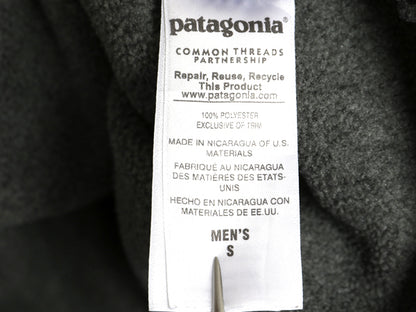 patagonia®
COMMON THREADS
PARTNERSHIP
Repair, Reuse, Recycle
This Product
www.patagonia.com
100% POLYESTER
EXCLUSIVE OF TRIM
MADE IN NICARAGUA OF U.S.
MATERIALS
FABRIQUÉ AU NICARAGUA
DES MATIÈRES DES ETATS-
UNIS
HECHO EN NICARAGUA CON
MATERIALES DE EE.UU.
MEN'S
S